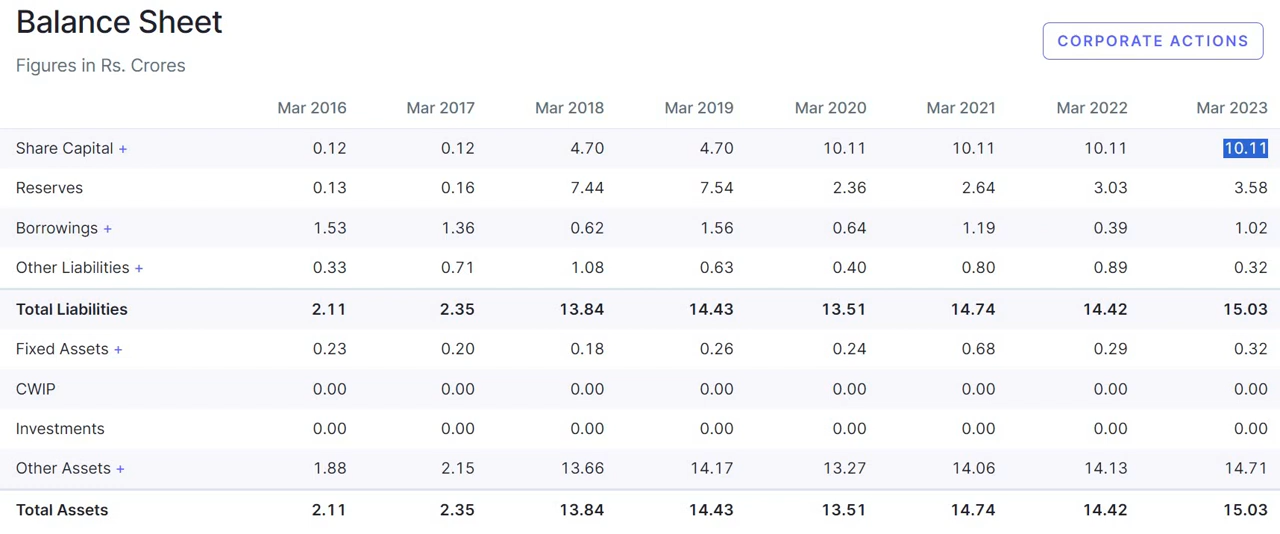 Balance Sheet
CORPORATE ACTIONS
Figures in Rs. Crores
Mar 2016 Mar 2017 Mar 2018 Mar 2019 Mar 2020 Mar 2021 Mar 2022 Mar 2023
Share Capital + 0.12 0.12 4.70 4.70 10.11 10.11 10.11 10.11
Reserves 0.13 0.16 7.44 7.54 2.36 2.64 3.03 3.58
Borrowings + 1.53 1.36 0.62 1.56 0.64 1.19 0.39 1.02
Other Liabilities + 0.33 0.71 1.08 0.63 0.40 0.80 0.89 0.32
Total Liabilities 2.11 2.35 13.84 14.43 13.51 14.74 14.42 15.03
Fixed Assets + 0.23 0.20 0.18 0.26 0.24 0.68 0.29 0.32
CWIP 0.00 0.00 0.00 0.00 0.00 0.00 0.00 0.00
Investments 0.00 0.00 0.00 0.00 0.00 0.00 0.00 0.00
Other Assets + 1.88 2.15 13.66 14.17 13.27 14.06 14.13 14.71
Total Assets 2.11 2.35 13.84 14.43 13.51 14.74 14.42 15.03